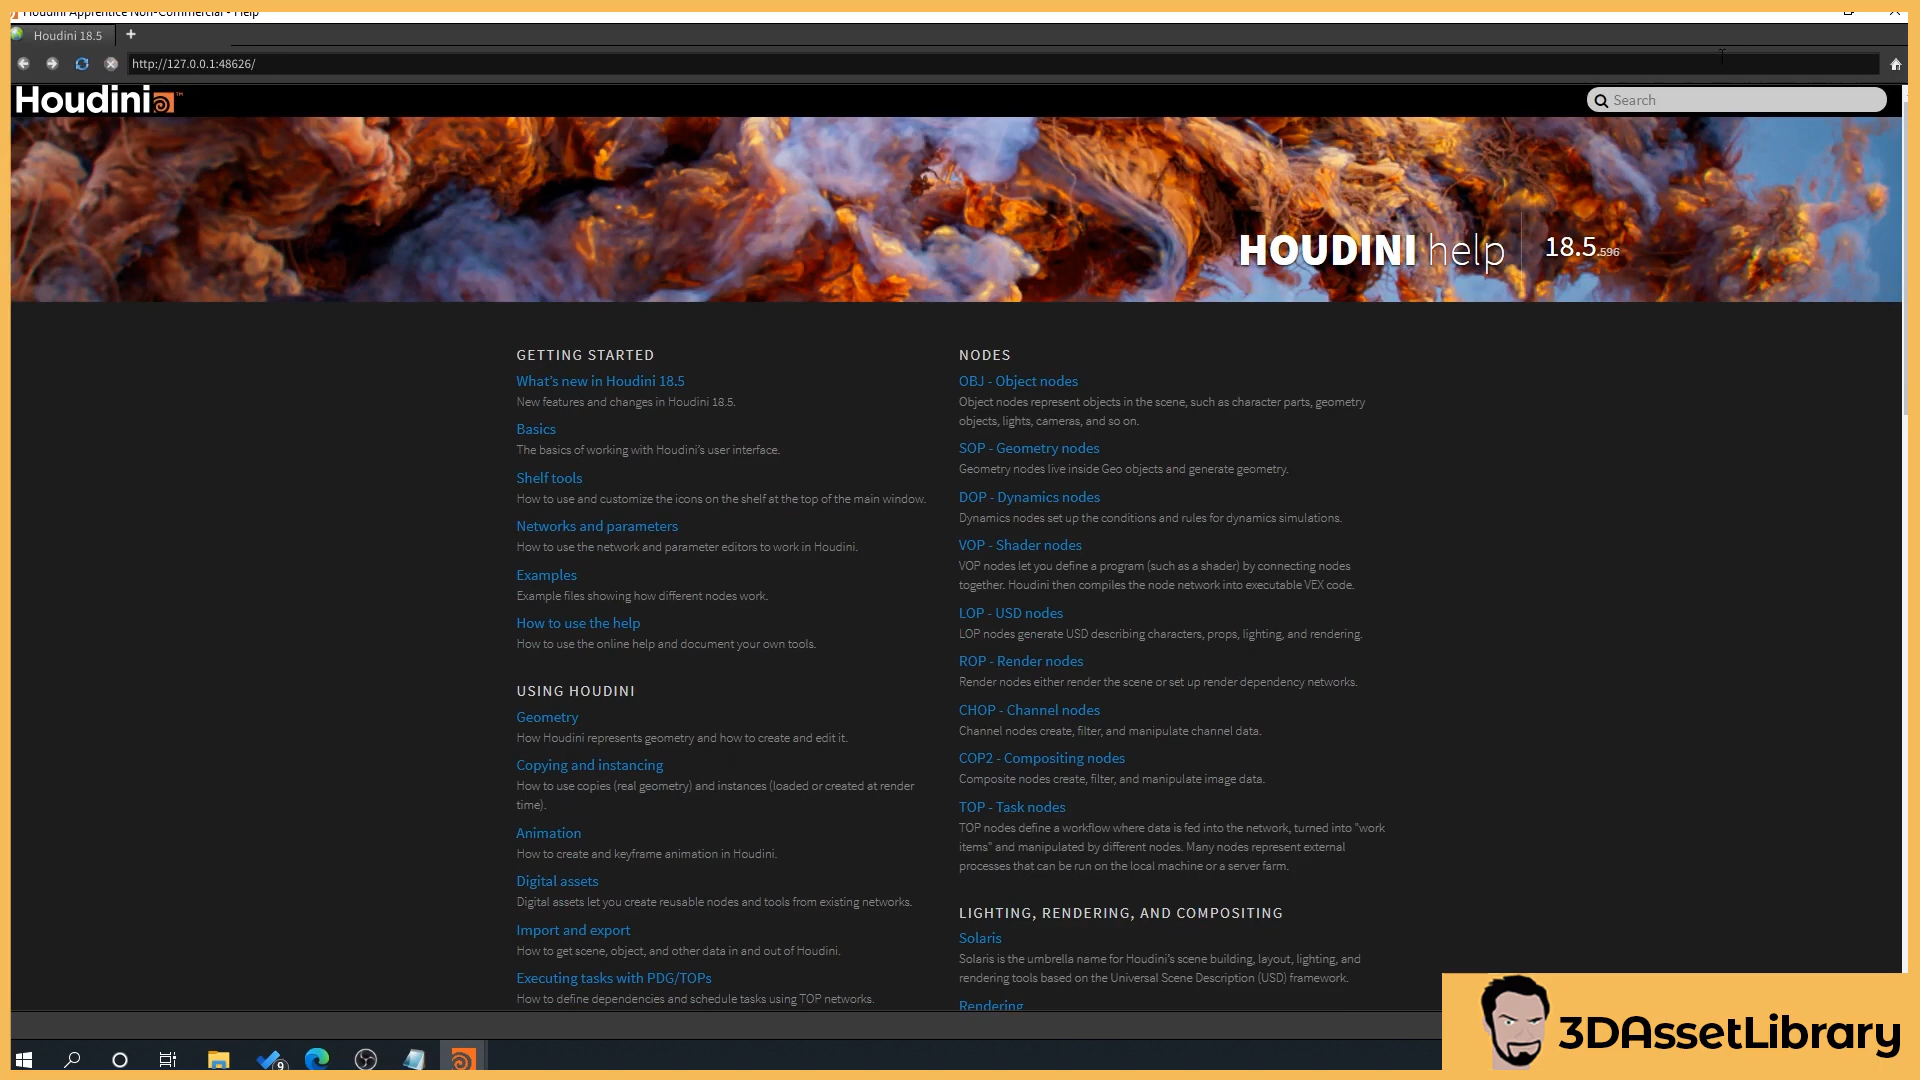 Houdini Apprentice Non-Commercial - Help
Houdini 18.5
http://127.0.0.1:48626/
Houdini™
Search
HOUDINI help 18.5.596
GETTING STARTED
What's new in Houdini 18.5
New features and changes in Houdini 18.5.
Basics
The basics of working with Houdini's user interface.
Shelf tools
How to use and customize the icons on the shelf at the top of the main window.
Networks and parameters
How to use the network and parameter editors to work in Houdini.
Examples
Example files showing how different nodes work.
How to use the help
How to use the online help and document your own tools.
USING HOUDINI
Geometry
How Houdini represents geometry and how to create and edit it.
Copying and instancing
How to use copies (real geometry) and instances (loaded or created at render
time).
Animation
How to create and keyframe animation in Houdini.
Digital assets
Digital assets let you create reusable nodes and tools from existing networks.
Import and export
How to get scene, object, and other data in and out of Houdini.
Executing tasks with PDG/TOPs
How to define dependencies and schedule tasks using TOP networks.
NODES
OBJ - Object nodes
Object nodes represent objects in the scene, such as character parts, geometry
objects, lights, cameras, and so on.
SOP - Geometry nodes
Geometry nodes live inside Geo objects and generate geometry.
DOP - Dynamics nodes
Dynamics nodes set up the conditions and rules for dynamics simulations.
VOP - Shader nodes
VOP nodes let you define a program (such as a shader) by connecting nodes
together. Houdini then compiles the node network into executable VEX code.
LOP - USD nodes
LOP nodes generate USD describing characters, props, lighting, and rendering.
ROP - Render nodes
Render nodes either render the scene or set up render dependency networks.
CHOP - Channel nodes
Channel nodes create, filter, and manipulate channel data.
COP2 - Compositing nodes
Composite nodes create, filter, and manipulate image data.
TOP - Task nodes
TOP nodes define a workflow where data is fed into the network, turned into "work
items" and manipulated by different nodes. Many nodes represent external
processes that can be run on the local machine or a server farm.
LIGHTING, RENDERING, AND COMPOSITING
Solaris
Solaris is the umbrella name for Houdini's scene building, layout, lighting, and
rendering tools based on the Universal Scene Description (USD) framework.
Rendering
9
3DAssetLibrary